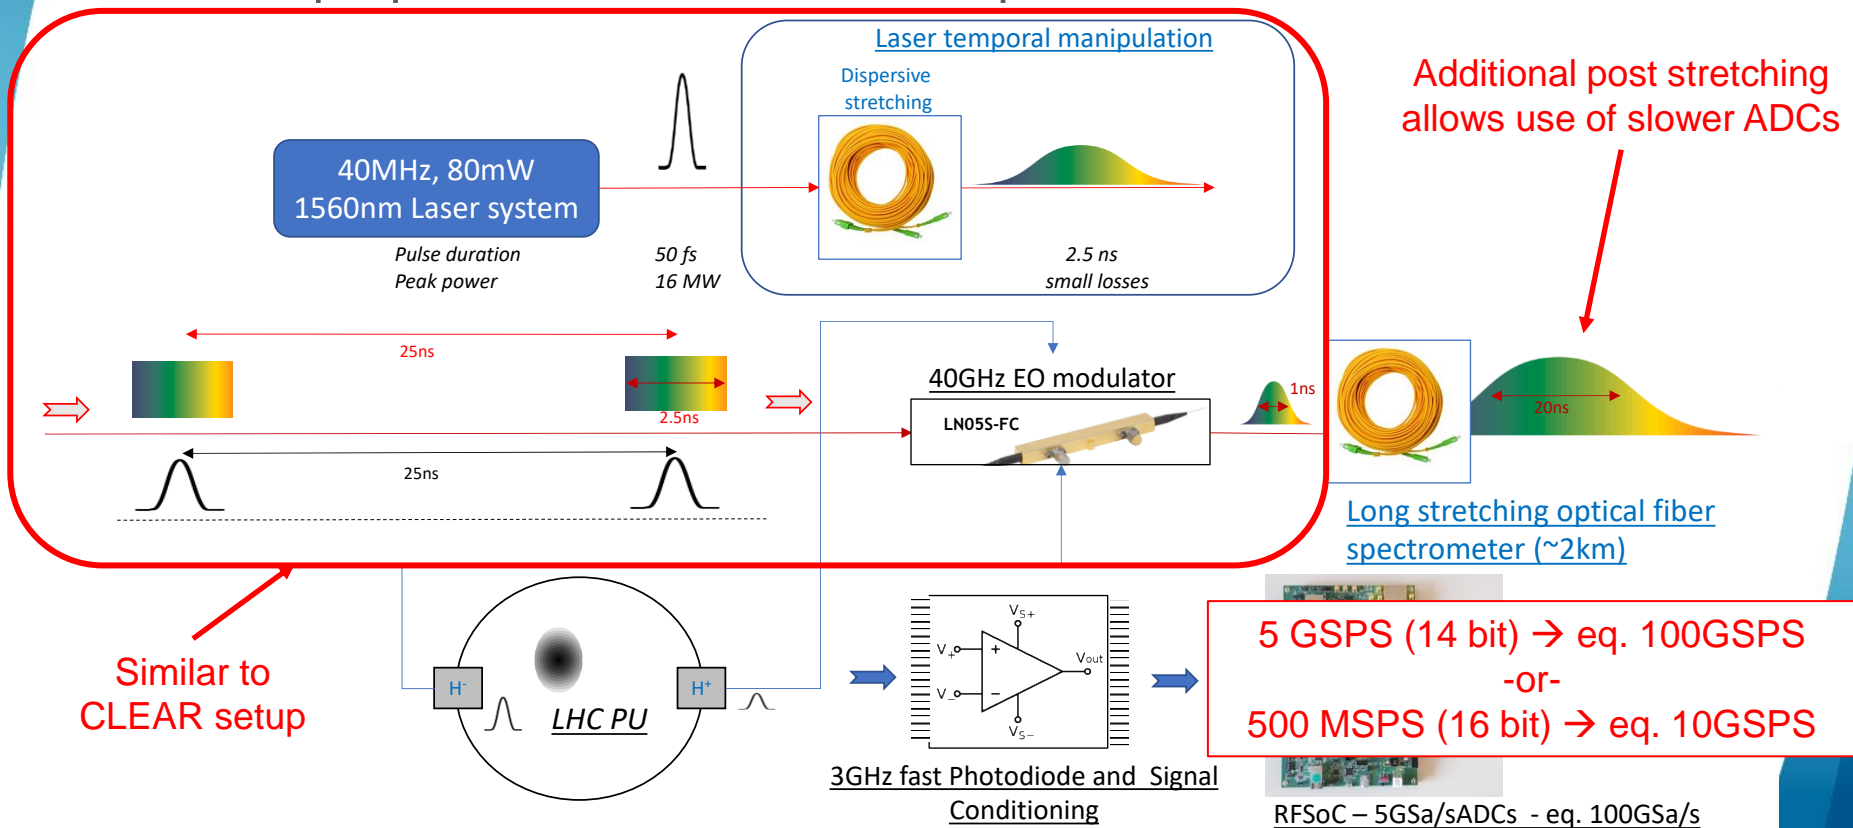 Laser temporal manipulation
Dispersive
stretching
Additional post stretching
allows use of slower ADCs
40MHz, 80mW
1560nm Laser system
Pulse duration 50 fs
Peak power 16 MW
2.5 ns
small losses
25ns
2.5ns
25ns
40GHz EO modulator
LN05S-FC
1ns
20ns
Long stretching optical fiber
spectrometer (~2km)
Similar to
CLEAR setup
H-
H+
LHC PU
VS+
V+
V-
Vout
VS-
3GHz fast Photodiode and Signal
Conditioning
5 GSPS (14 bit) → eq. 100GSPS
-or-
500 MSPS (16 bit) → eq. 10GSPS
RFSoC – 5GSa/sADCs - eq. 100GSa/s